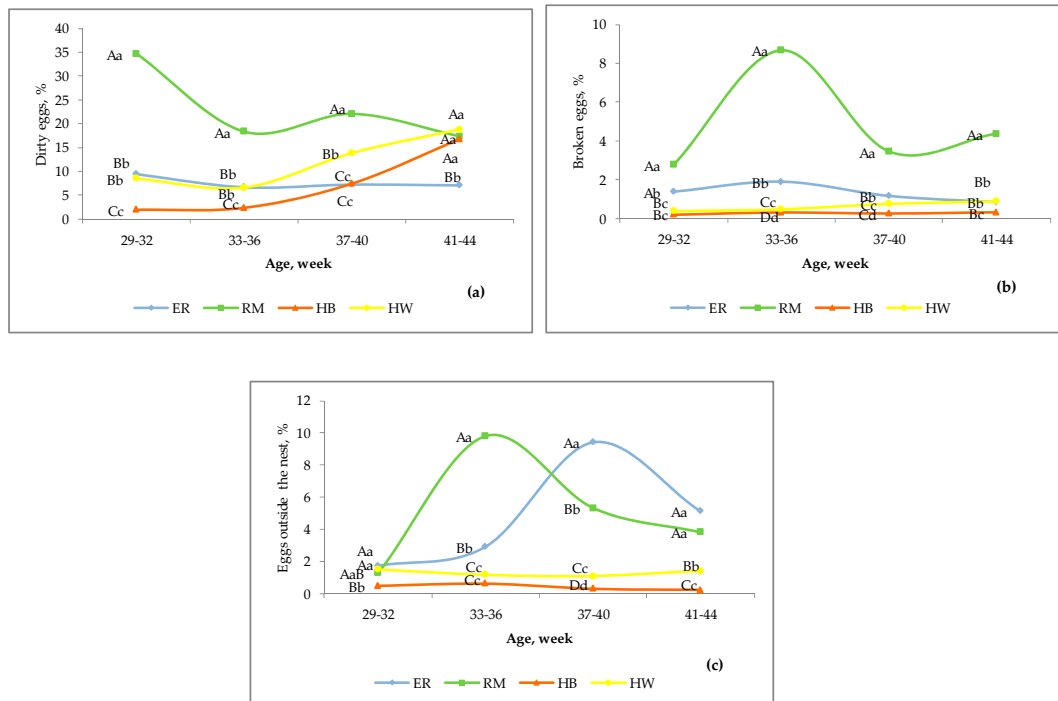 40
35
30
25
20
15
10
5
0
Dirty eggs, %
Aa
Bb
Bb
Cc
Aa
Bb
Bb
Cc
Aa
Bb
Cc
Cc
Aa
Aa
Aa
Bb
29-32 33-36 37-40 41-44
Age, week
(a)
ER RM HB HW
10
8
6
4
2
0
Broken eggs, %
Aa
Ab
Bc
Bc
Aa
Bb
Cc
Dd
Aa
Bb
Cc
Cd
Aa
Bb
Bb
Bc
29-32 33-36 37-40 41-44
Age, week
(b)
ER RM HB HW
12
10
8
6
4
2
0
Eggs outside the nest, %
Aa
Aa
AaB
Bb
Aa
Bb
Cc
Cc
Aa
Bb
Cc
Dd
Aa
Aa
Bb
Cc
29-32 33-36 37-40 41-44
Age, week
(c)
ER RM HB HW